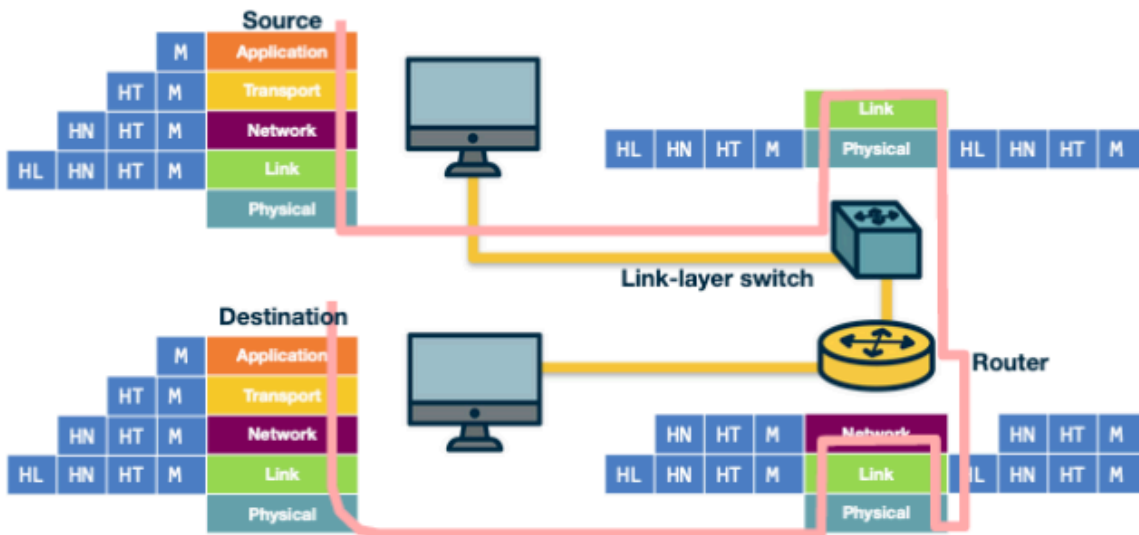 Source
M Application
HT M Transport
HN HT M Network
HL HN HT M Link
Physical
Link
HL HN HT M Physical HL HN HT M
Link-layer switch
Destination
M Application
HT M Transport
HN HT M Network
HL HN HT M Link
Physical
Router
HN HT M Network HN HT M
HL HN HT M Link HL HN HT M
Physical